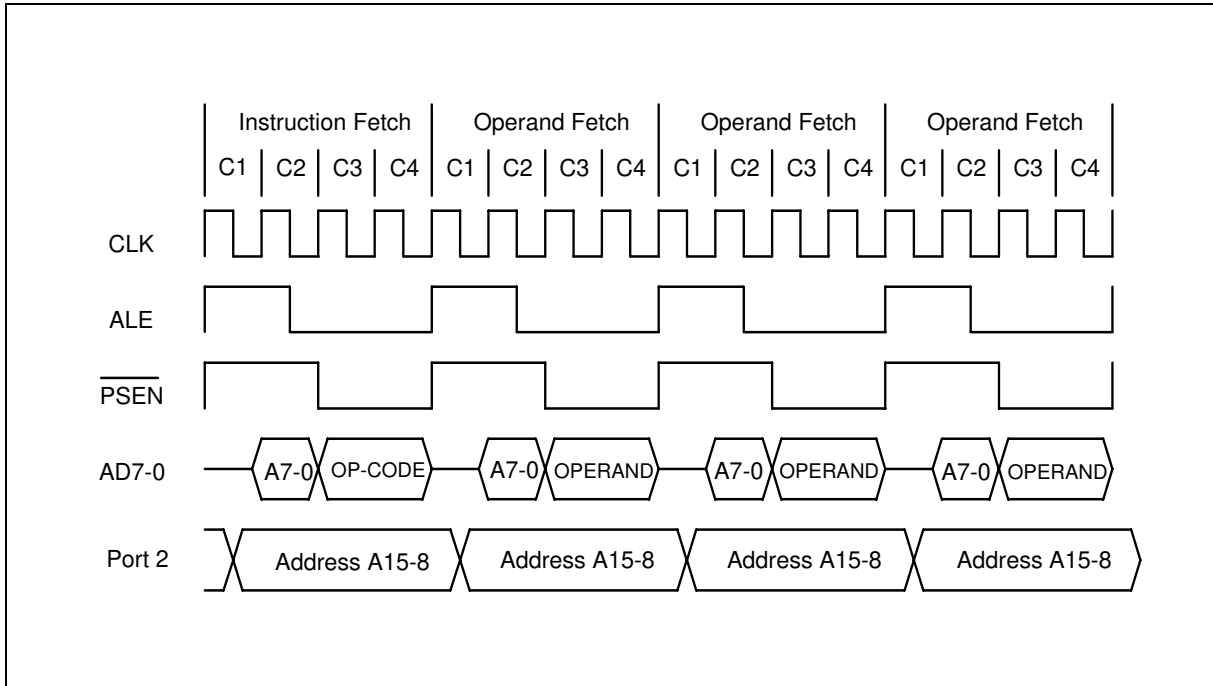 Instruction Fetch Operand Fetch Operand Fetch Operand Fetch
C1 C2 C3 C4 C1 C2 C3 C4 C1 C2 C3 C4 C1 C2 C3 C4
CLK
ALE
PSEN
AD7-0 A7-0 OP-CODE A7-0 OPERAND A7-0 OPERAND A7-0 OPERAND
Port 2 Address A15-8 Address A15-8 Address A15-8 Address A15-8